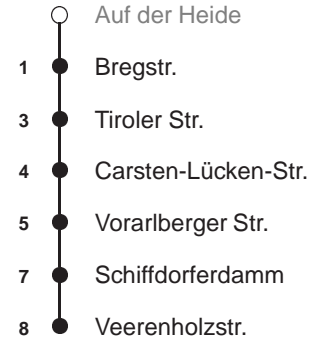 Auf der Heide
1 Bregstr.
3 Tiroler Str.
4 Carsten-Lücken-Str.
5 Vorarlberger Str.
7 Schiffdorferdamm
8 Veerenholzstr.